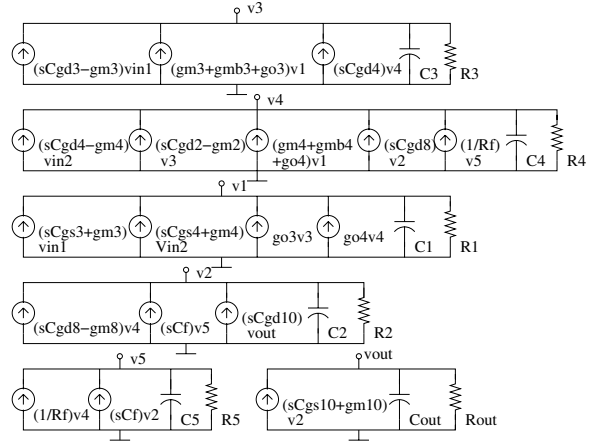 v3
(sCgd3−gm3)vin1 (gm3+gmb3+go3)v1 (sCgd4)v4 C3 R3
v4
(sCgd4−gm4) (sCgd2−gm2) (gm4+gmb4 (sCgd8) (1/Rf) C4 R4
vin2 v3 +go4)v1 v2 v5
v1
(sCgs3+gm3) (sCgs4+gm4) go3v3 go4v4 C1 R1
vin1 Vin2
v2
(sCgd8−gm8)v4 (sCf)v5 (sCgd10) C2 R2
vout
v5 vout
(1/Rf)v4 (sCf)v2 C5 R5 (sCgs10+gm10) Cout Rout
v2